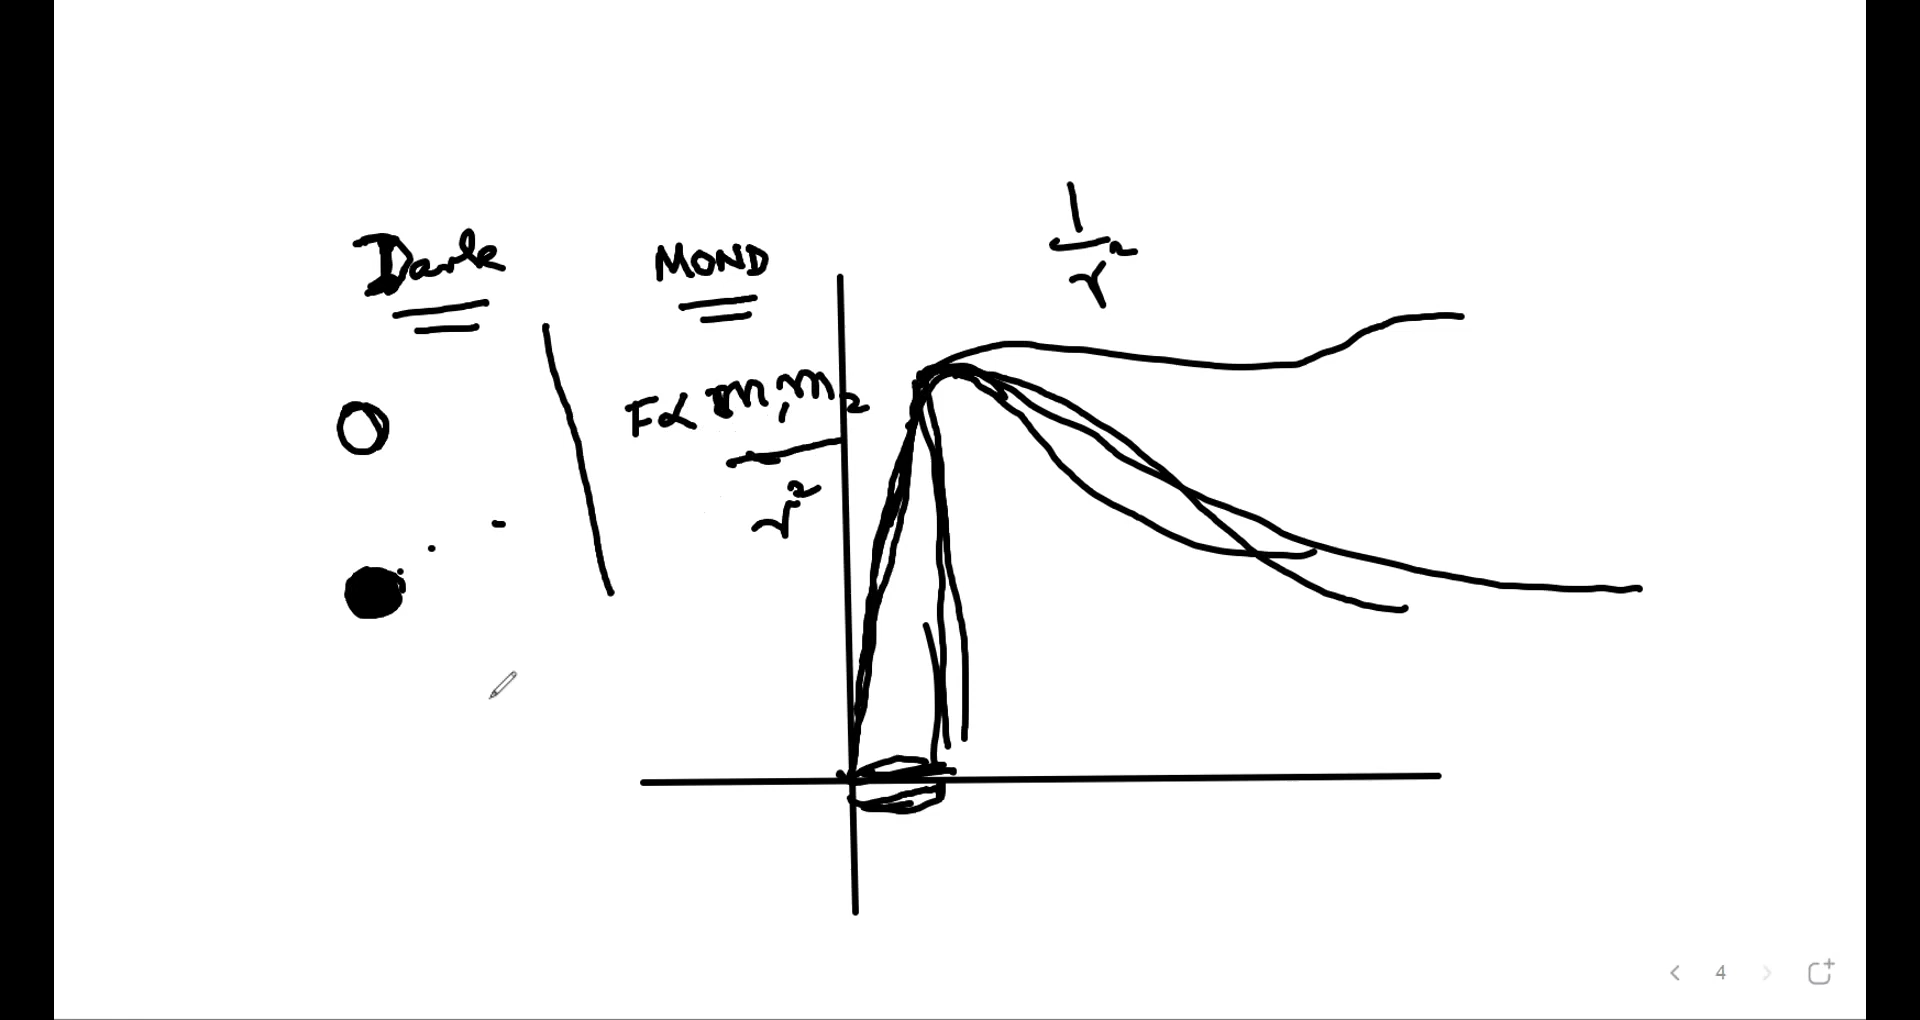 Dark
MOND
1
r²
F∝ m₁m₂
r²
4